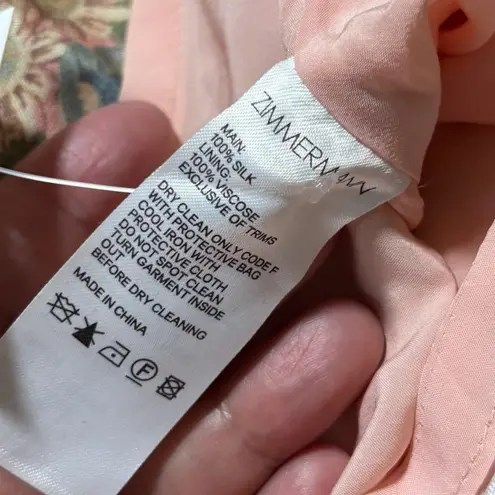 ZIMMERMANN
MAIN:
100% SILK
LINING:
100% VISCOSE
EXCLUSIVE OF TRIMS
DRY CLEAN ONLY CODE F
WITH PROTECTIVE BAG
COOL IRON WITH
PROTECTIVE CLOTH
DO NOT SPOT CLEAN
TURN GARMENT INSIDE
BEFORE DRY CLEANING
MADE IN CHINA
F